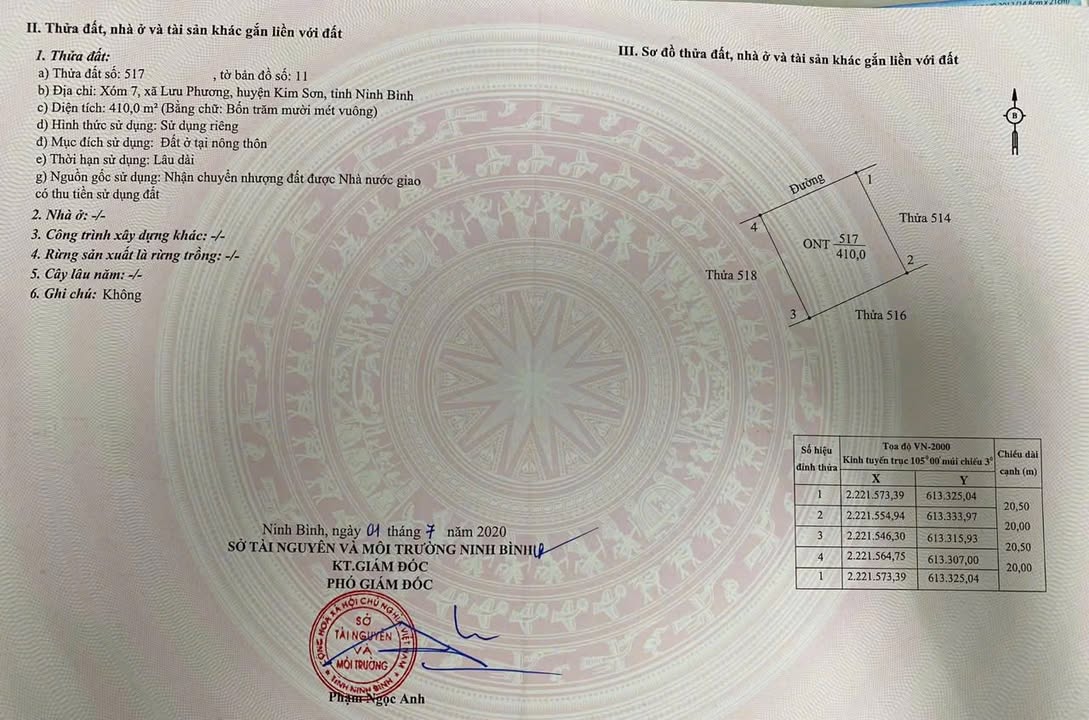 II. Thửa đất, nhà ở và tài sản khác gắn liền với đất
1. Thửa đất:
a) Thửa đất số: 517 , tờ bản đồ số: 11
b) Địa chỉ: Xóm 7, xã Lưu Phương, huyện Kim Sơn, tỉnh Ninh Bình
c) Diện tích: 410,0 m² (Bằng chữ: Bốn trăm mười mét vuông)
d) Hình thức sử dụng: Sử dụng riêng
đ) Mục đích sử dụng: Đất ở tại nông thôn
e) Thời hạn sử dụng: Lâu dài
g) Nguồn gốc sử dụng: Nhận chuyển nhượng đất được Nhà nước giao
có thu tiền sử dụng đất
2. Nhà ở: -/-
3. Công trình xây dựng khác: -/-
4. Rừng sản xuất là rừng trồng: -/-
5. Cây lâu năm: -/-
6. Ghi chú: Không
Ninh Bình, ngày 01 tháng 7 năm 2020
SỞ TÀI NGUYÊN VÀ MÔI TRƯỜNG NINH BÌNH
KT.GIÁM ĐỐC
PHÓ GIÁM ĐỐC
CỘNG HÒA XÃ HỘI CHỦ NGHĨA VIỆT NAM
SỞ
TÀI NGUYÊN
VÀ
MÔI TRƯỜNG
TỈNH NINH BÌNH
Phạm Ngọc Anh
III. Sơ đồ thửa đất, nhà ở và tài sản khác gắn liền với đất
B
Đường
1
Thửa 514
4
ONT 517
410,0
2
Thửa 518
3
Thửa 516
Số hiệu đỉnh thửa Tọa độ VN-2000 Kinh tuyến trục 105°00' múi chiếu 3° Chiều dài cạnh (m)
X Y
1 2.221.573,39 613.325,04
20,50
2 2.221.554,94 613.333,97
20,00
3 2.221.546,30 613.315,93
20,50
4 2.221.564,75 613.307,00
20,00
1 2.221.573,39 613.325,04